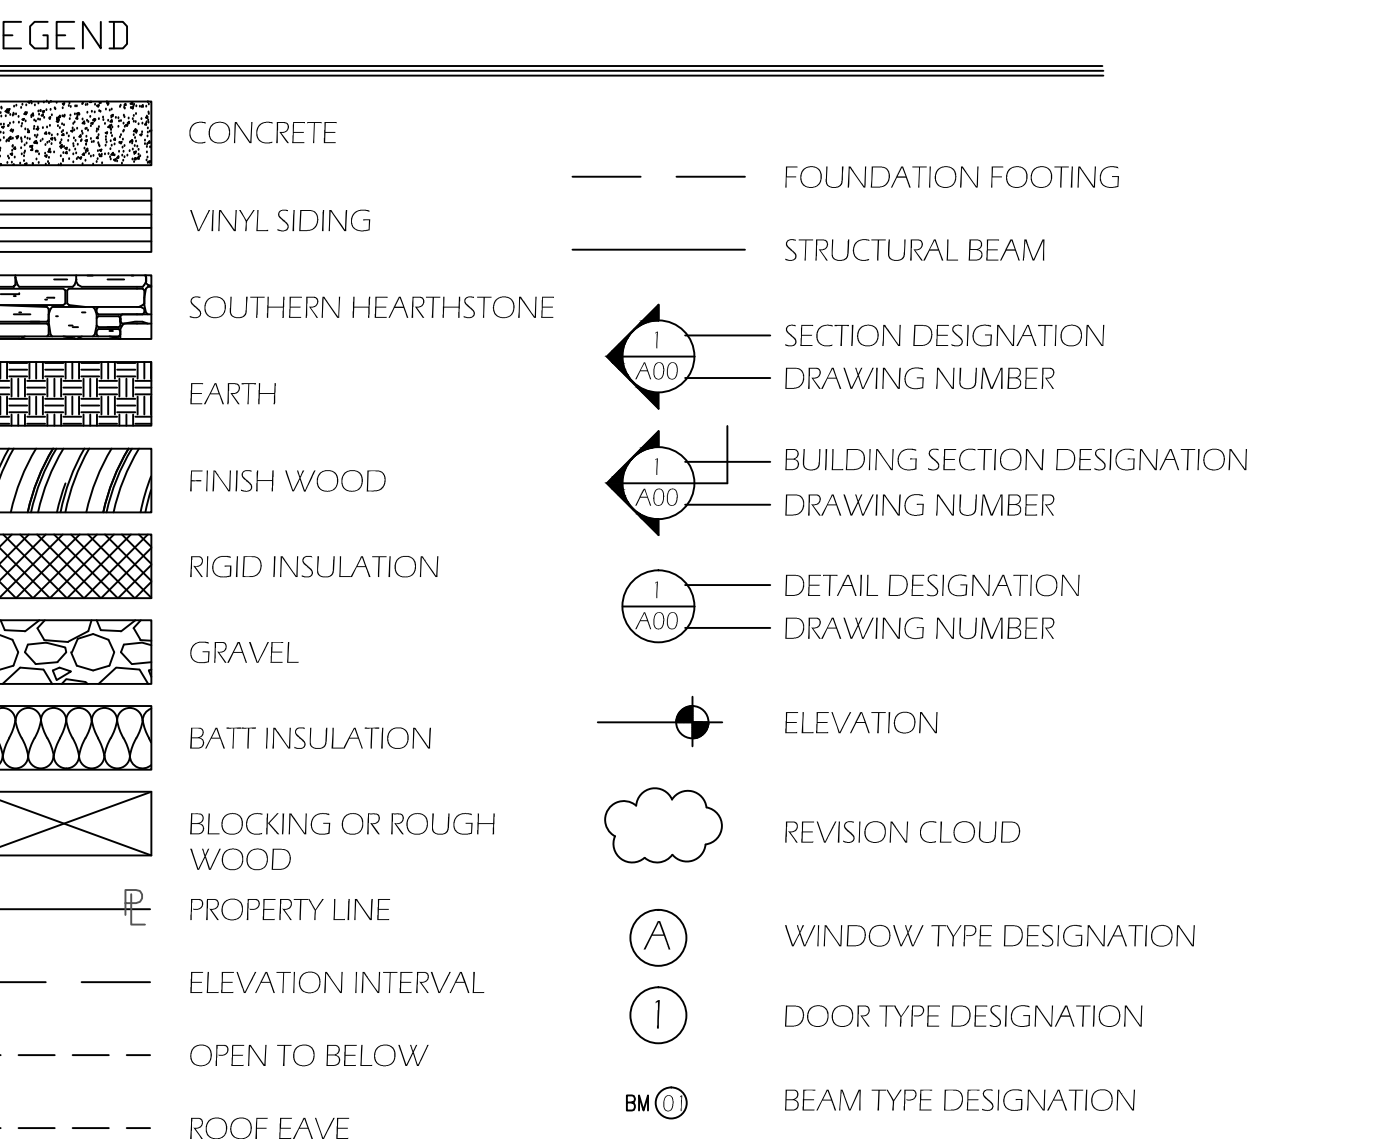 EGEND
CONCRETE
VINYL SIDING
SOUTHERN HEARTHSTONE
EARTH
FINISH WOOD
RIGID INSULATION
GRAVEL
BATT INSULATION
BLOCKING OR ROUGH
WOOD
PL PROPERTY LINE
ELEVATION INTERVAL
OPEN TO BELOW
ROOF EAVE
FOUNDATION FOOTING
STRUCTURAL BEAM
1 SECTION DESIGNATION
A00 DRAWING NUMBER
1 BUILDING SECTION DESIGNATION
A00 DRAWING NUMBER
1 DETAIL DESIGNATION
A00 DRAWING NUMBER
ELEVATION
REVISION CLOUD
A WINDOW TYPE DESIGNATION
1 DOOR TYPE DESIGNATION
BM 01 BEAM TYPE DESIGNATION